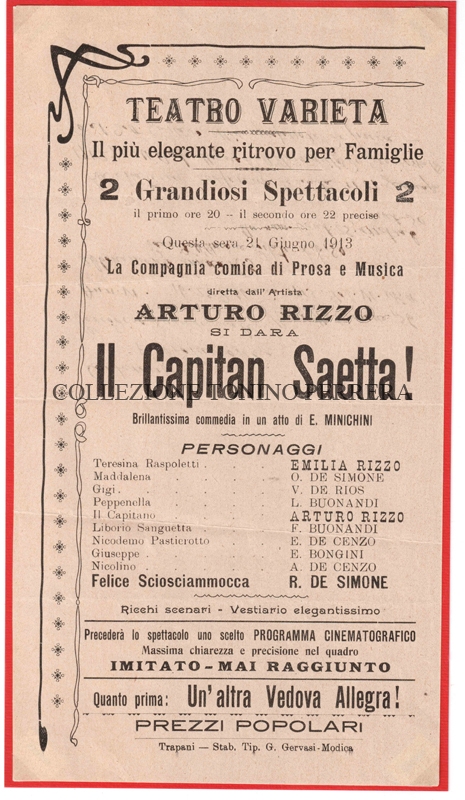 TEATRO VARIETA
Il più elegante ritrovo per Famiglie
2 Grandiosi Spettacoli 2
il primo ore 20 – il secondo ore 22 precise
Questa sera 21 Giugno 1913
La Compagnia comica di Prosa e Musica
diretta dall' Artista
ARTURO RIZZO
SI DARA
Il Capitan Saetta!
COLLEZIONE TONINO PERRERA
Brillantissima commedia in un atto di E. MINICHINI
PERSONAGGI
Teresina Raspoletti . . . . EMILIA RIZZO
Maddalena . . . . O. DE SIMONE
Gigi . . . . . V. DE RIOS
Peppenella . . . . L. BUONANDI
Il Capitano . . . . ARTURO RIZZO
Liborio Sanguetta . . . . F. BUONANDI
Nicodemo Pasticrotto . . . . E. DE CENZO
Giuseppe . . . . . E. BONGINI
Nicolino . . . . . A. DE CENZO
Felice Sciosciammocca . . . R. DE SIMONE
Ricchi scenari - Vestiario elegantissimo
Precederà lo spettacolo uno scelto PROGRAMMA CINEMATOGRAFICO
Massima chiarezza e precisione nel quadro
IMITATO - MAI RAGGIUNTO
Quanto prima: Un'altra Vedova Allegra!
PREZZI POPOLARI
Trapani — Stab. Tip. G. Gervasi-Modica